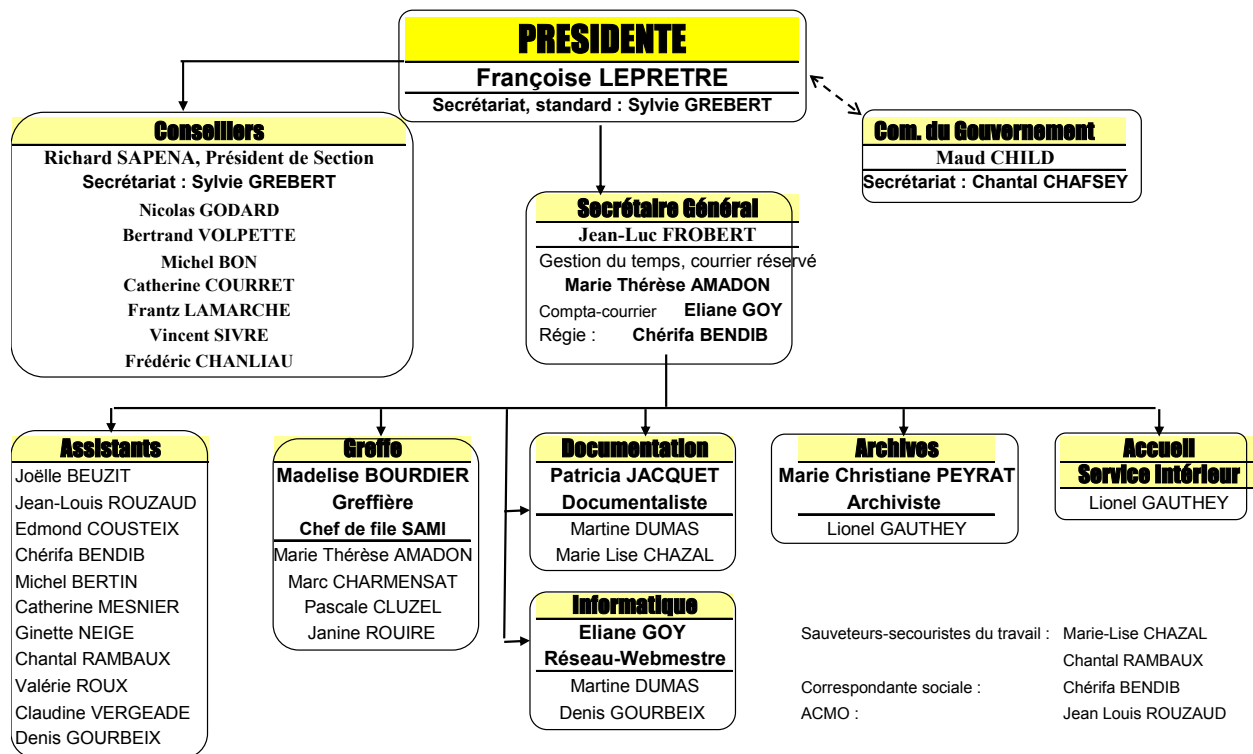 PRESIDENTE
Françoise LEPRETRE
Secrétariat, standard : Sylvie GREBERT
Conseillers
Richard SAPENA, Président de Section
Secrétariat : Sylvie GREBERT
Nicolas GODARD
Bertrand VOLPETTE
Michel BON
Catherine COURRET
Frantz LAMARCHE
Vincent SIVRE
Frédéric CHANLIAU
Com. du Gouvernement
Maud CHILD
Secrétariat : Chantal CHAFSEY
Secrétaire Général
Jean-Luc FROBERT
Gestion du temps, courrier réservé
Marie Thérèse AMADON
Compta-courrier Eliane GOY
Régie : Chérifa BENDIB
Assistants
Joëlle BEUZIT
Jean-Louis ROUZAUD
Edmond COUSTEIX
Chérifa BENDIB
Michel BERTIN
Catherine MESNIER
Ginette NEIGE
Chantal RAMBAUX
Valérie ROUX
Claudine VERGEADE
Denis GOURBEIX
Greffe
Madelise BOURDIER
Greffière
Chef de file SAMI
Marie Thérèse AMADON
Marc CHARMENSAT
Pascale CLUZEL
Janine ROUIRE
Documentation
Patricia JACQUET
Documentaliste
Martine DUMAS
Marie Lise CHAZAL
Informatique
Eliane GOY
Réseau-Webmestre
Martine DUMAS
Denis GOURBEIX
Archives
Marie Christiane PEYRAT
Archiviste
Lionel GAUTHEY
Accueil
Service intérieur
Lionel GAUTHEY
Sauveteurs-secouristes du travail : Marie-Lise CHAZAL
Chantal RAMBAUX
Correspondante sociale : Chérifa BENDIB
ACMO : Jean Louis ROUZAUD